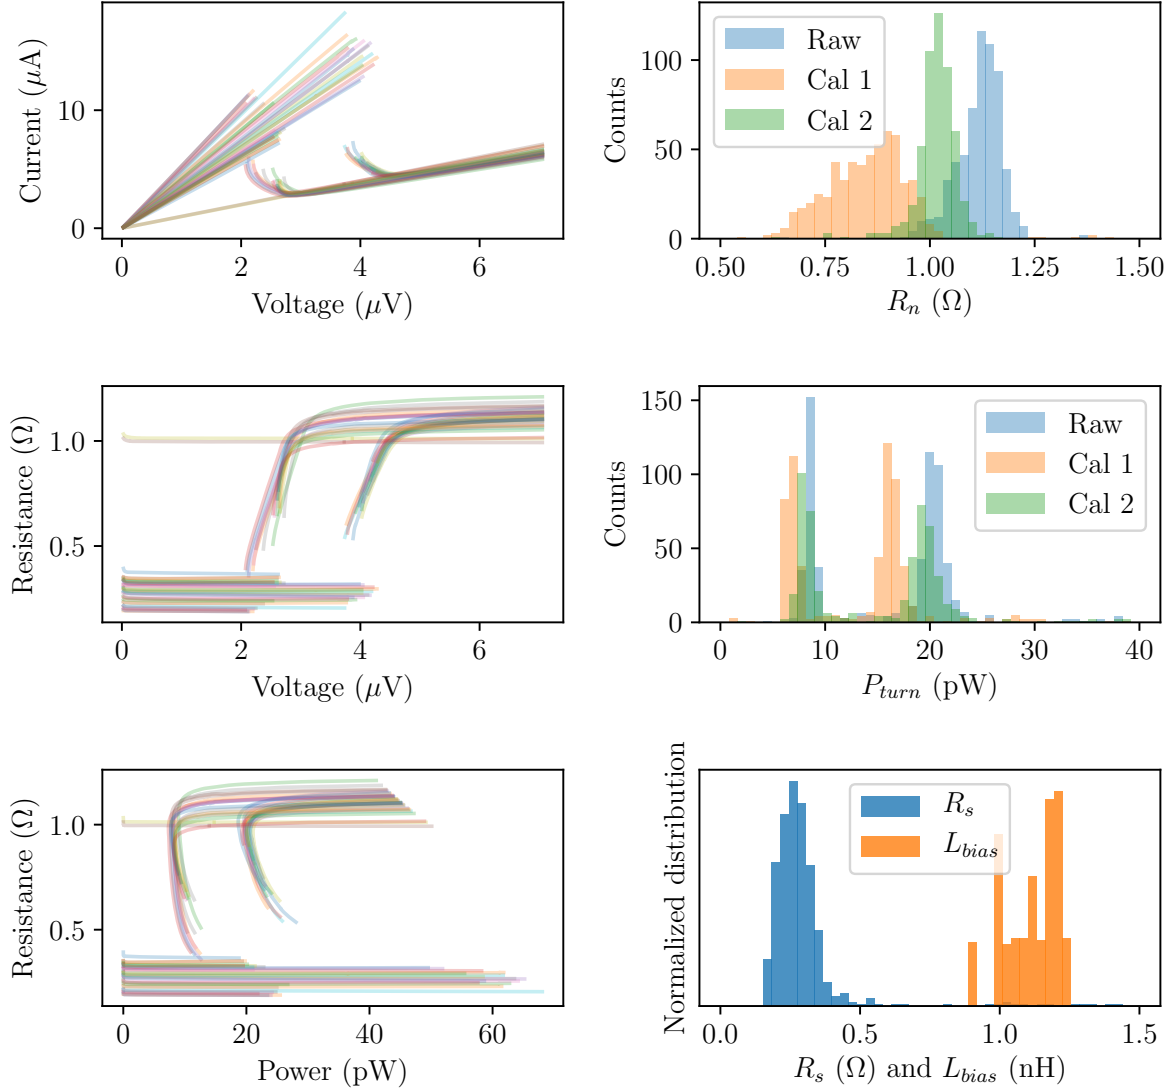 Current (μA)
10
0
0
2
4
6
Voltage (μV)
Counts
100
50
0
Raw
Cal 1
Cal 2
0.50
0.75
1.00
1.25
1.50
R_n (Ω)
Resistance (Ω)
1.0
0.5
0
2
4
6
Voltage (μV)
Counts
150
100
50
0
Raw
Cal 1
Cal 2
0
10
20
30
40
P_turn (pW)
Resistance (Ω)
1.0
0.5
0
20
40
60
Power (pW)
Normalized distribution
R_s
L_bias
0.0
0.5
1.0
1.5
R_s (Ω) and L_bias (nH)